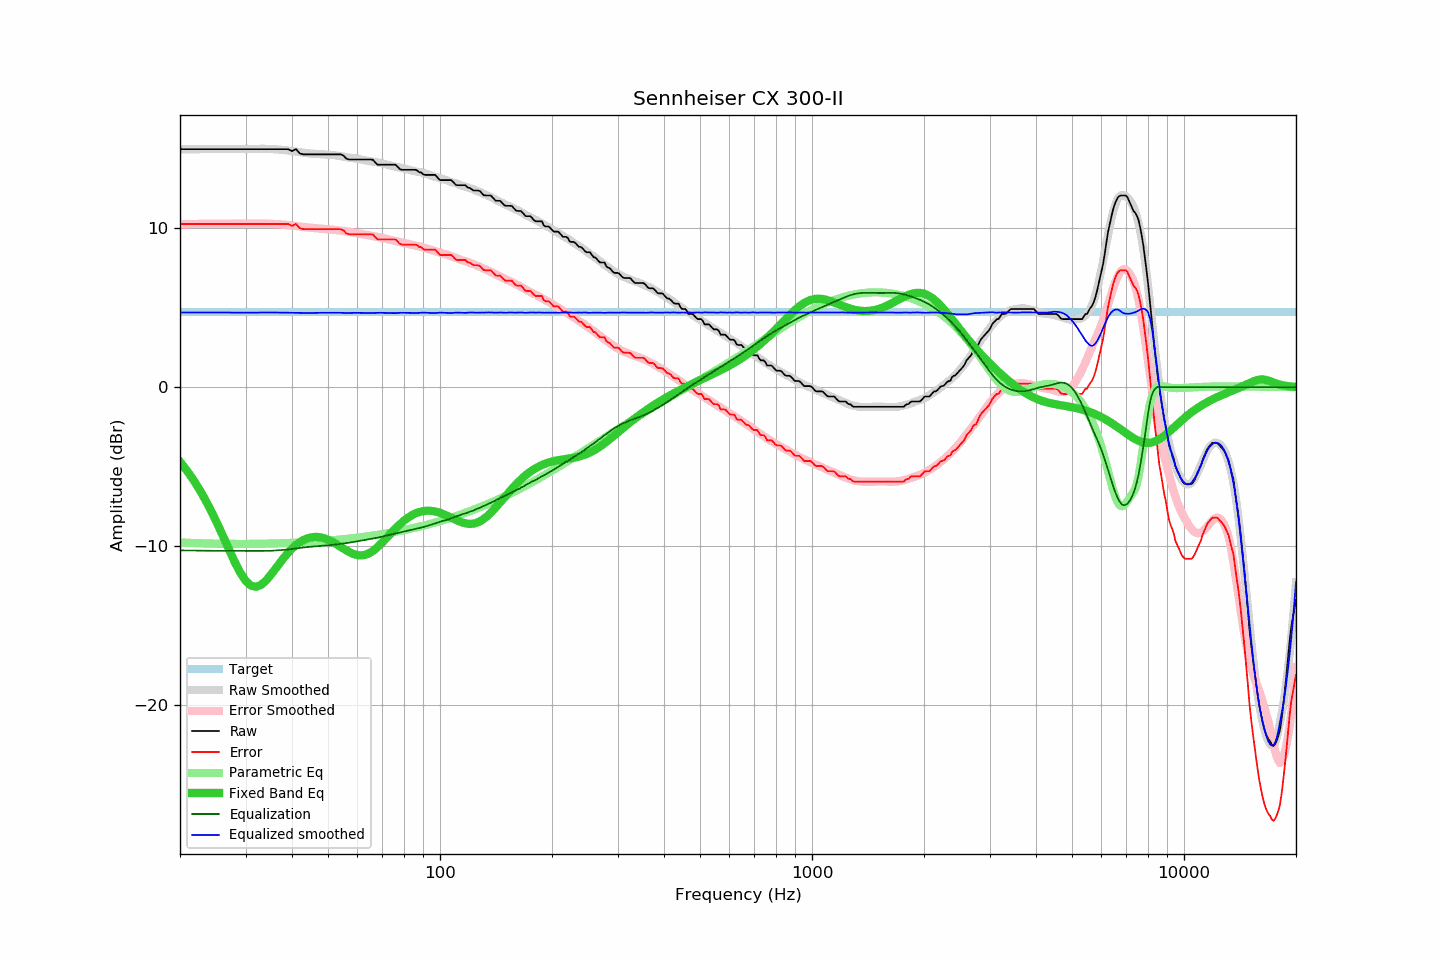 Sennheiser CX 300-II
Amplitude (dBr)
10
0
−10
−20
Target
Raw Smoothed
Error Smoothed
Raw
Error
Parametric Eq
Fixed Band Eq
Equalization
Equalized smoothed
100
1000
10000
Frequency (Hz)